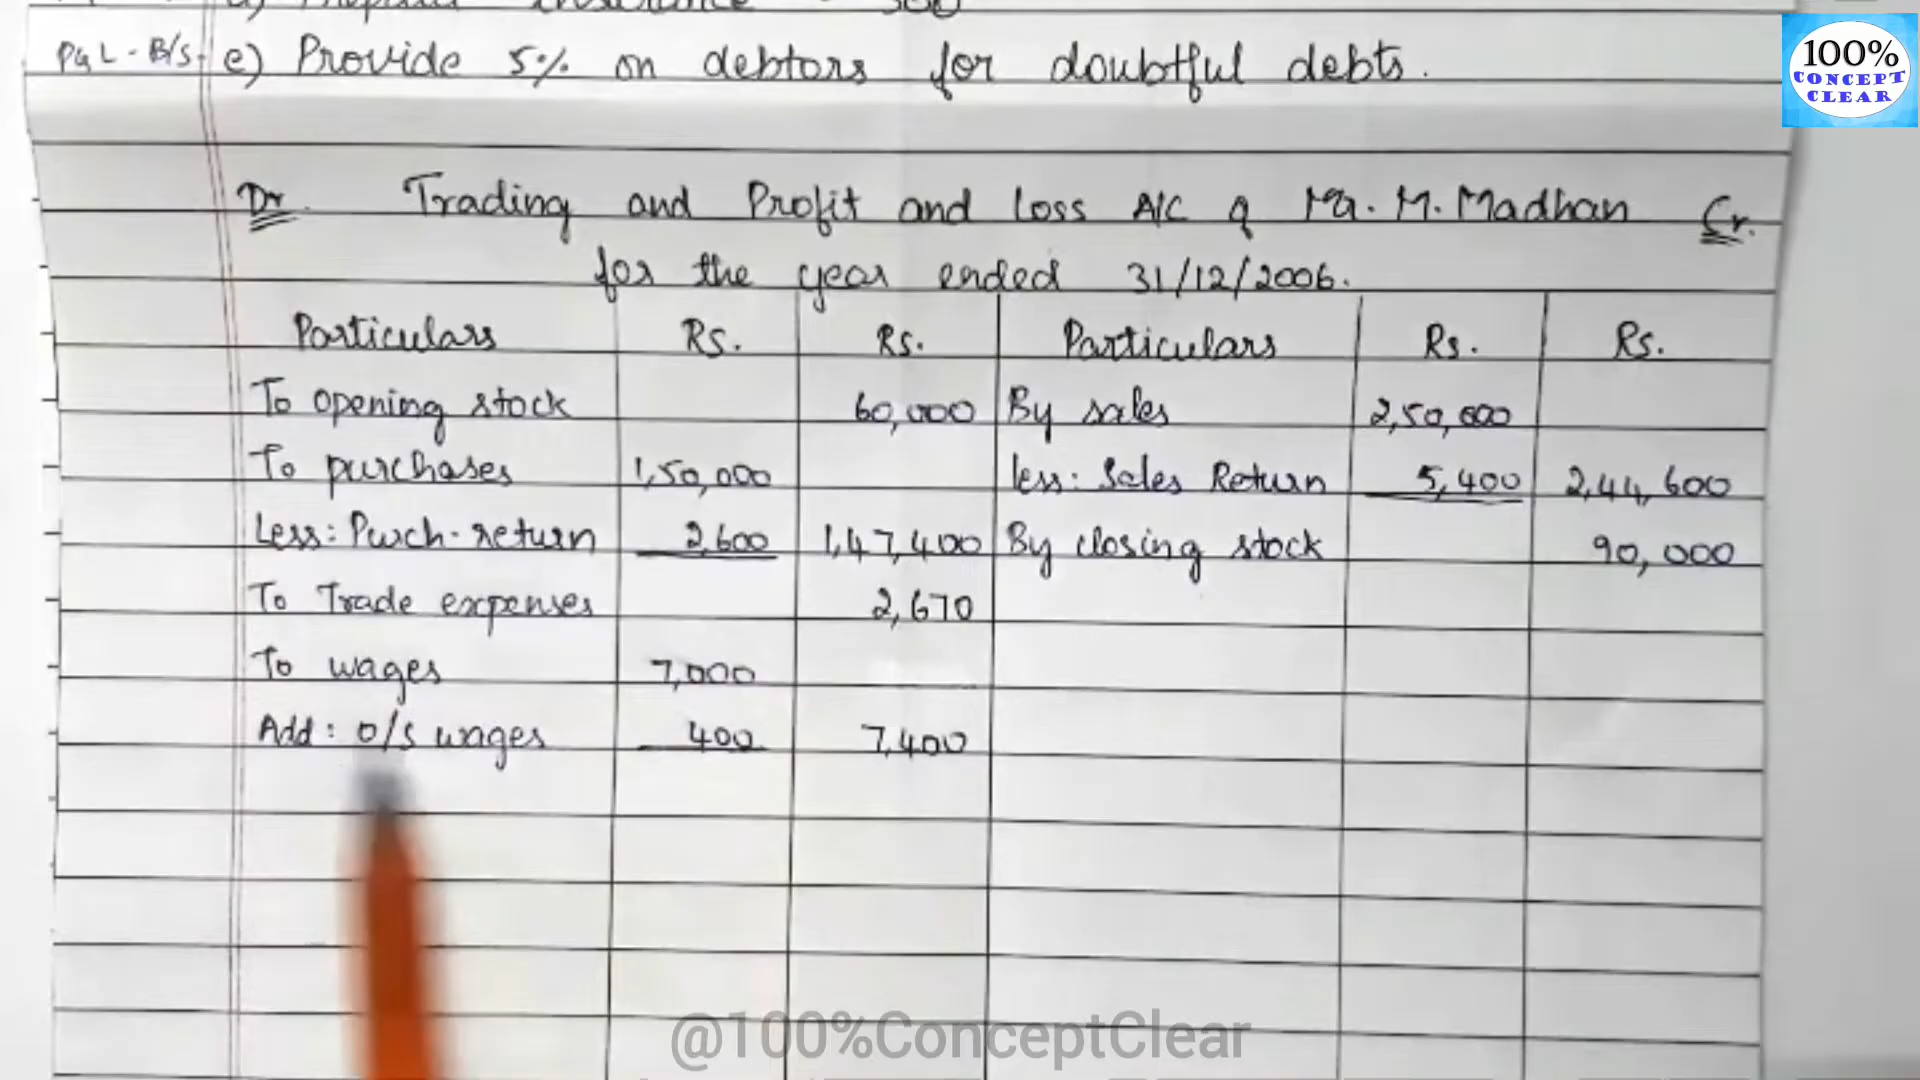 100%
CONCEPT
CLEAR
P&L - B/S - e) Provide 5% on debtors for doubtful debts.
Dr. Trading and Profit and loss A/C of Mr. M. Madhan Cr.
for the year ended 31/12/2006.
Particulars Rs. Rs. Particulars Rs. Rs.
To opening stock 60,000 By sales 2,50,000
To purchases 1,50,000 less: Sales Return 5,400 2,44,600
Less: Purch. return 2,600 1,47,400 By closing stock 90,000
To Trade expenses 2,670
To wages 7,000
Add: o/s wages 400 7,400
@100%ConceptClear